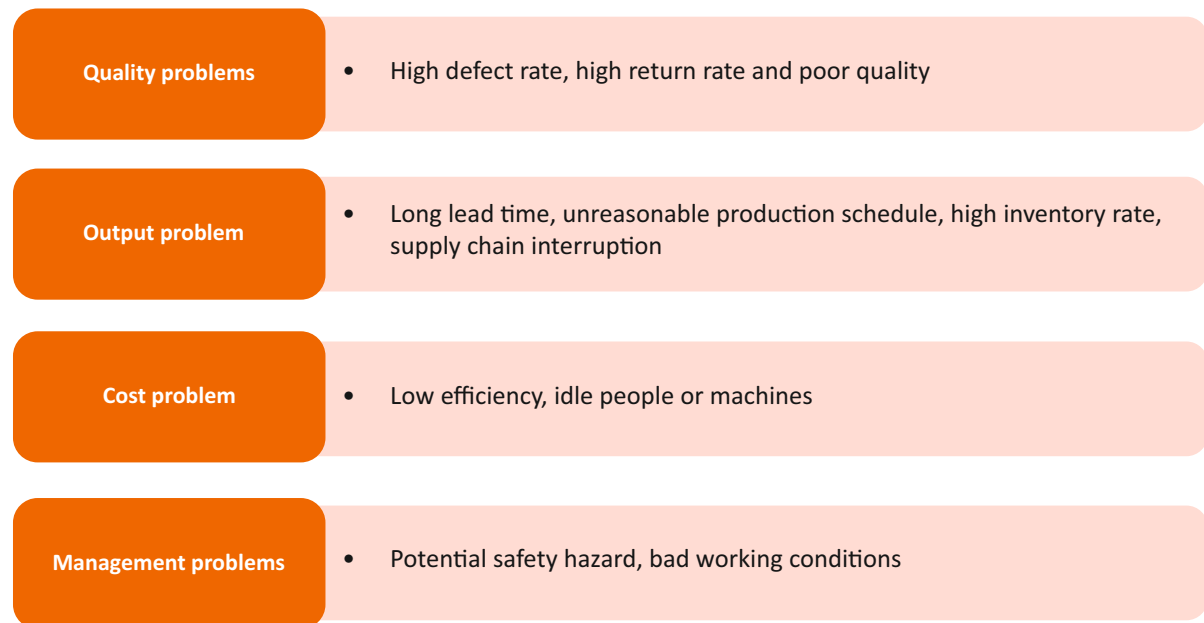 Quality problems
• High defect rate, high return rate and poor quality
Output problem
• Long lead time, unreasonable production schedule, high inventory rate,
supply chain interruption
Cost problem
• Low efficiency, idle people or machines
Management problems
• Potential safety hazard, bad working conditions